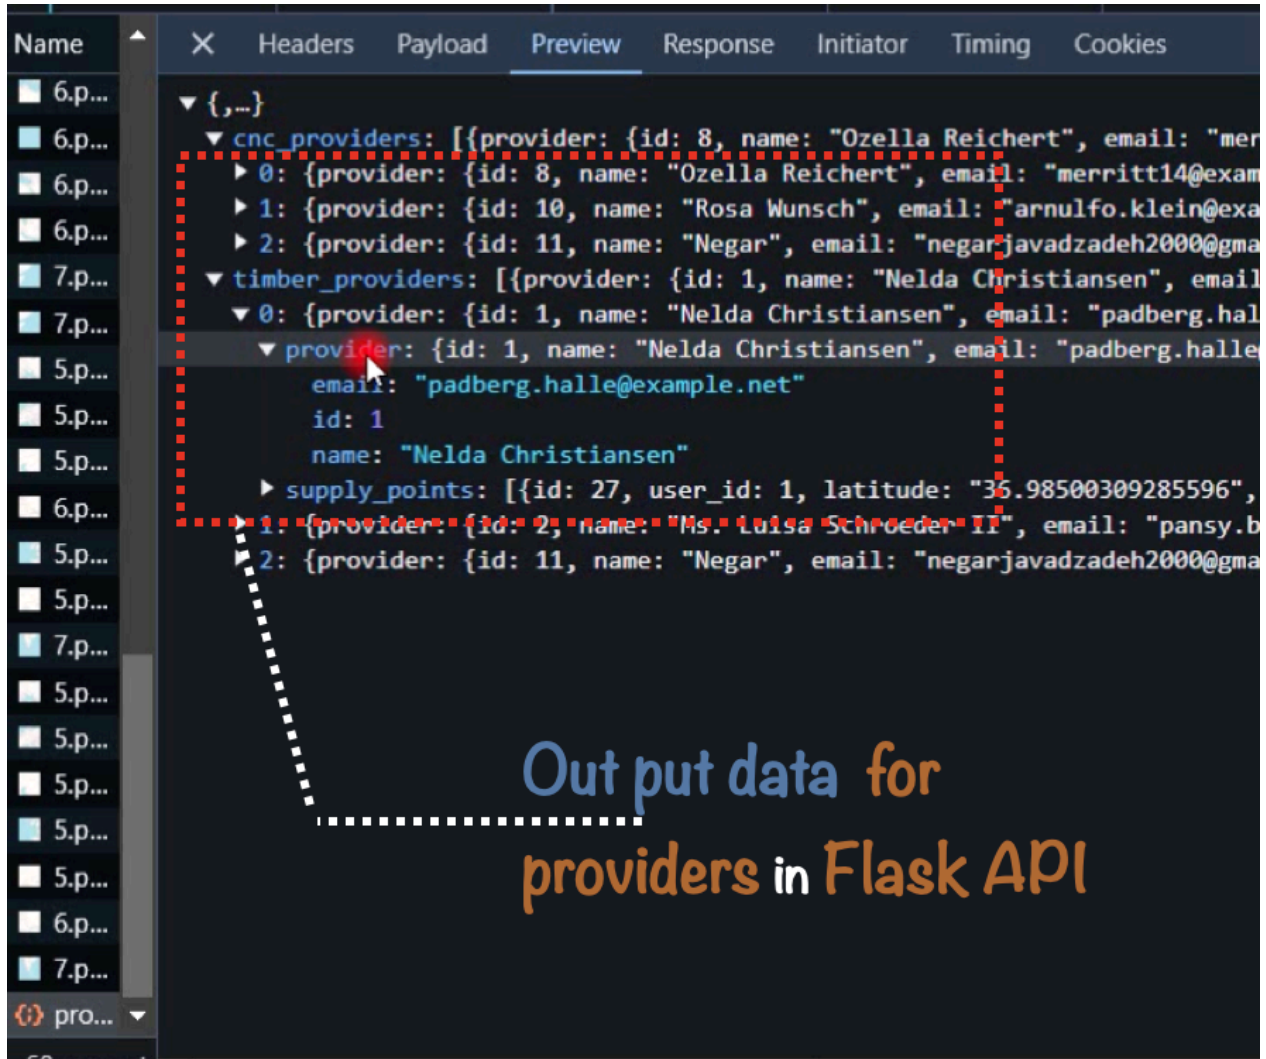 Name
Headers Payload Preview Response Initiator Timing Cookies
6.p...
6.p...
6.p...
6.p...
7.p...
7.p...
5.p...
5.p...
5.p...
6.p...
5.p...
5.p...
7.p...
5.p...
5.p...
5.p...
5.p...
5.p...
6.p...
7.p...
pro...
{,…}
cnc_providers: [{provider: {id: 8, name: "Ozella Reichert", email: "mer
0: {provider: {id: 8, name: "Ozella Reichert", email: "merritt14@exam
1: {provider: {id: 10, name: "Rosa Wunsch", email: "arnulfo.klein@exa
2: {provider: {id: 11, name: "Negar", email: "negarjavadzadeh2000@gma
timber_providers: [{provider: {id: 1, name: "Nelda Christiansen", email
0: {provider: {id: 1, name: "Nelda Christiansen", email: "padberg.hal
provider: {id: 1, name: "Nelda Christiansen", email: "padberg.halle
email: "padberg.halle@example.net"
id: 1
name: "Nelda Christiansen"
supply_points: [{id: 27, user_id: 1, latitude: "36.98500309285596",
1: {provider: {id: 2, name: "Ms. Luisa Schroeder II", email: "pansy.b
2: {provider: {id: 11, name: "Negar", email: "negarjavadzadeh2000@gma
Out put data for
providers in Flask API